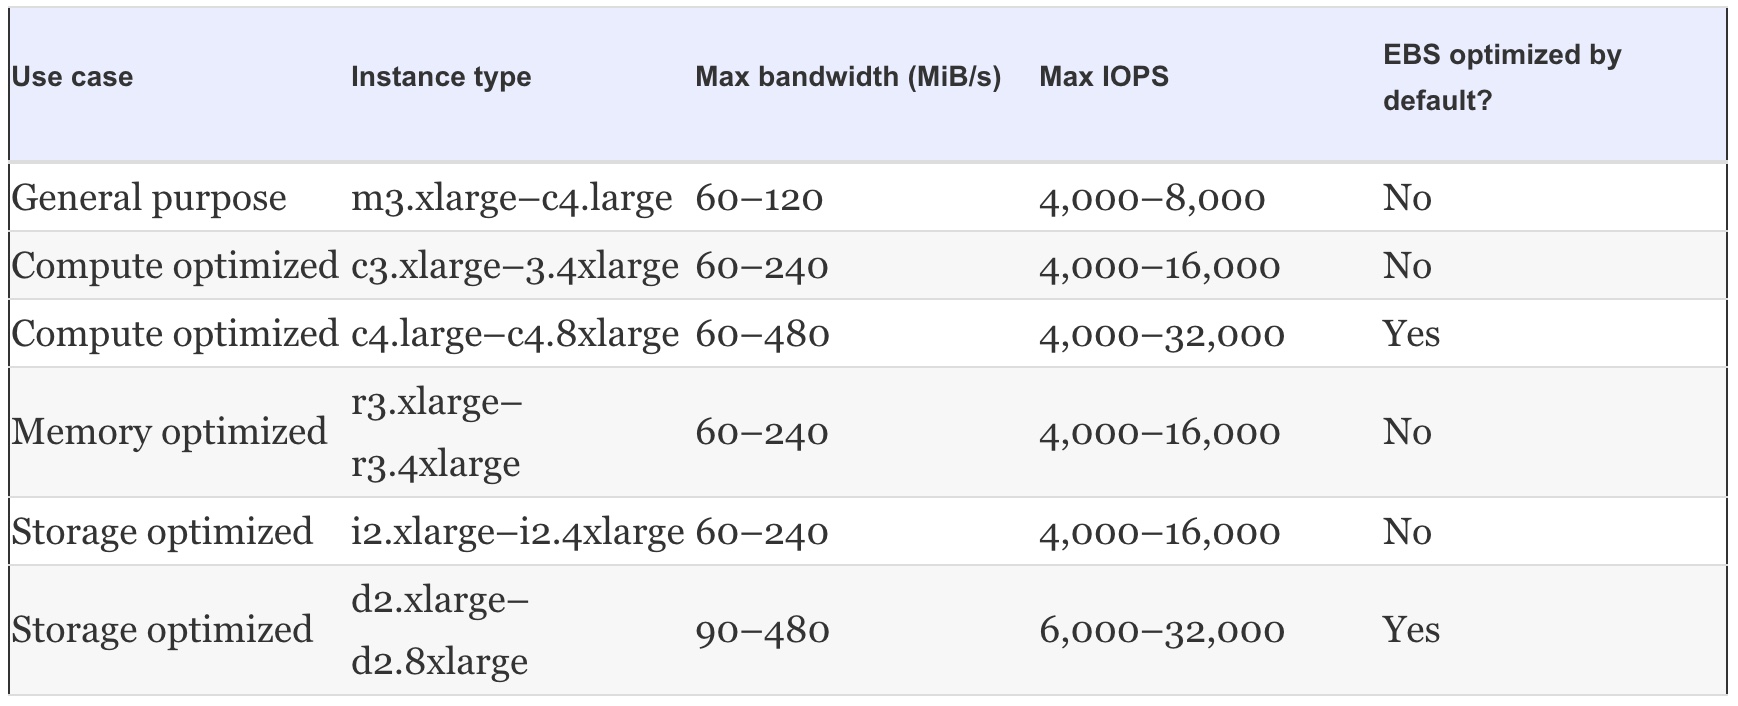 Use case Instance type Max bandwidth (MiB/s) Max IOPS EBS optimized by default?
General purpose m3.xlarge–c4.large 60–120 4,000–8,000 No
Compute optimized c3.xlarge–3.4xlarge 60–240 4,000–16,000 No
Compute optimized c4.large–c4.8xlarge 60–480 4,000–32,000 Yes
Memory optimized r3.xlarge–r3.4xlarge 60–240 4,000–16,000 No
Storage optimized i2.xlarge–i2.4xlarge 60–240 4,000–16,000 No
Storage optimized d2.xlarge–d2.8xlarge 90–480 6,000–32,000 Yes